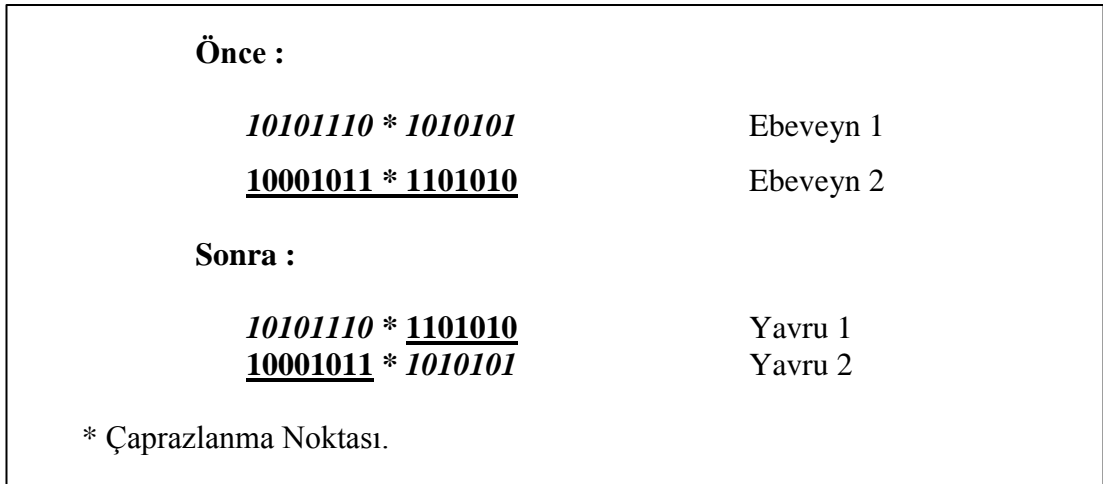 Önce :
10101110 * 1010101 Ebeveyn 1
10001011 * 1101010 Ebeveyn 2
Sonra :
10101110 * 1101010 Yavru 1
10001011 * 1010101 Yavru 2
* Çaprazlanma Noktası.